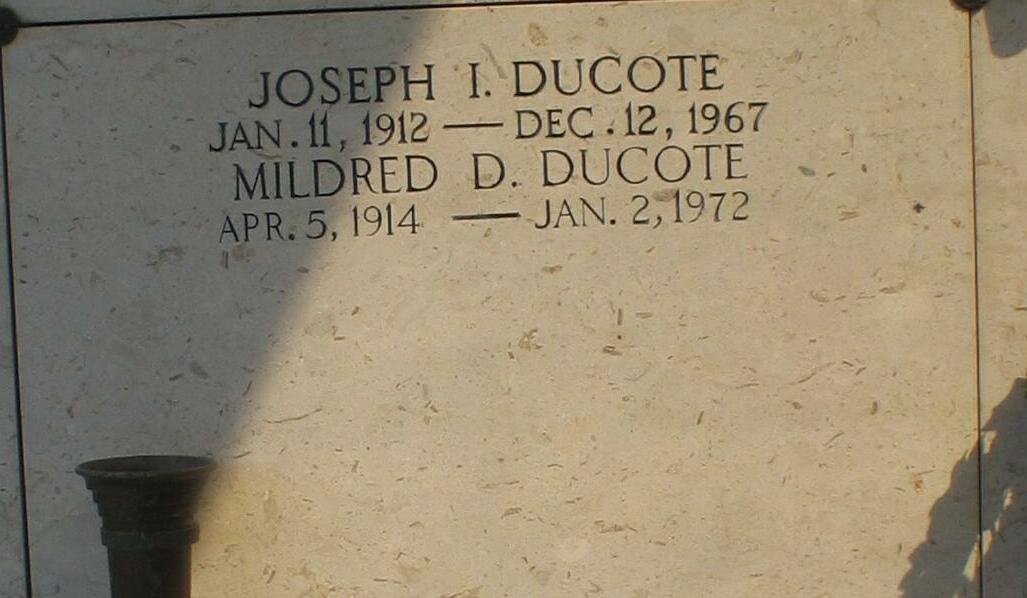 JOSEPH I. DUCOTE
JAN. 11, 1912 — DEC. 12, 1967
MILDRED D. DUCOTE
APR. 5, 1914 — JAN. 2, 1972